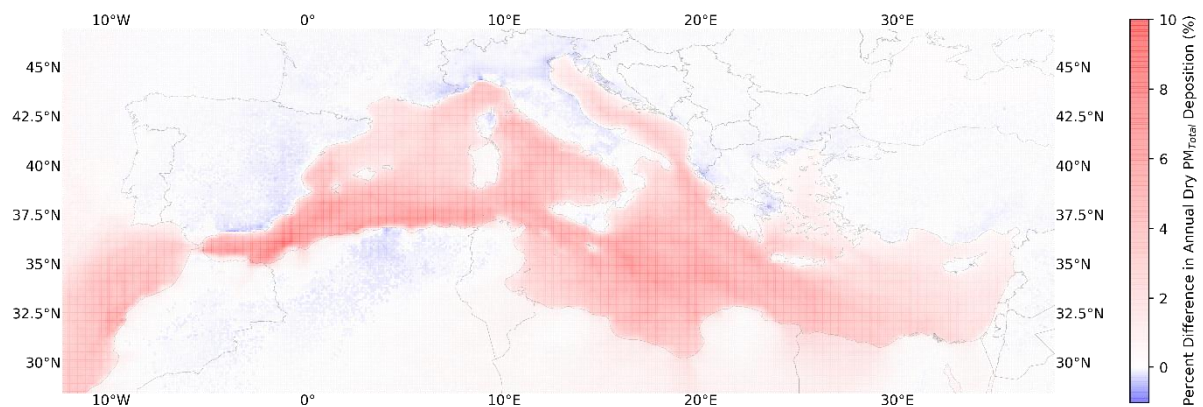 10°W 0° 10°E 20°E 30°E
45°N 45°N
42.5°N 42.5°N
40°N 40°N
37.5°N 37.5°N
35°N 35°N
32.5°N 32.5°N
30°N 30°N
10°W 0° 10°E 20°E 30°E
10
8
6
4
2
0
Percent Difference in Annual Dry PM_Total Deposition (%)